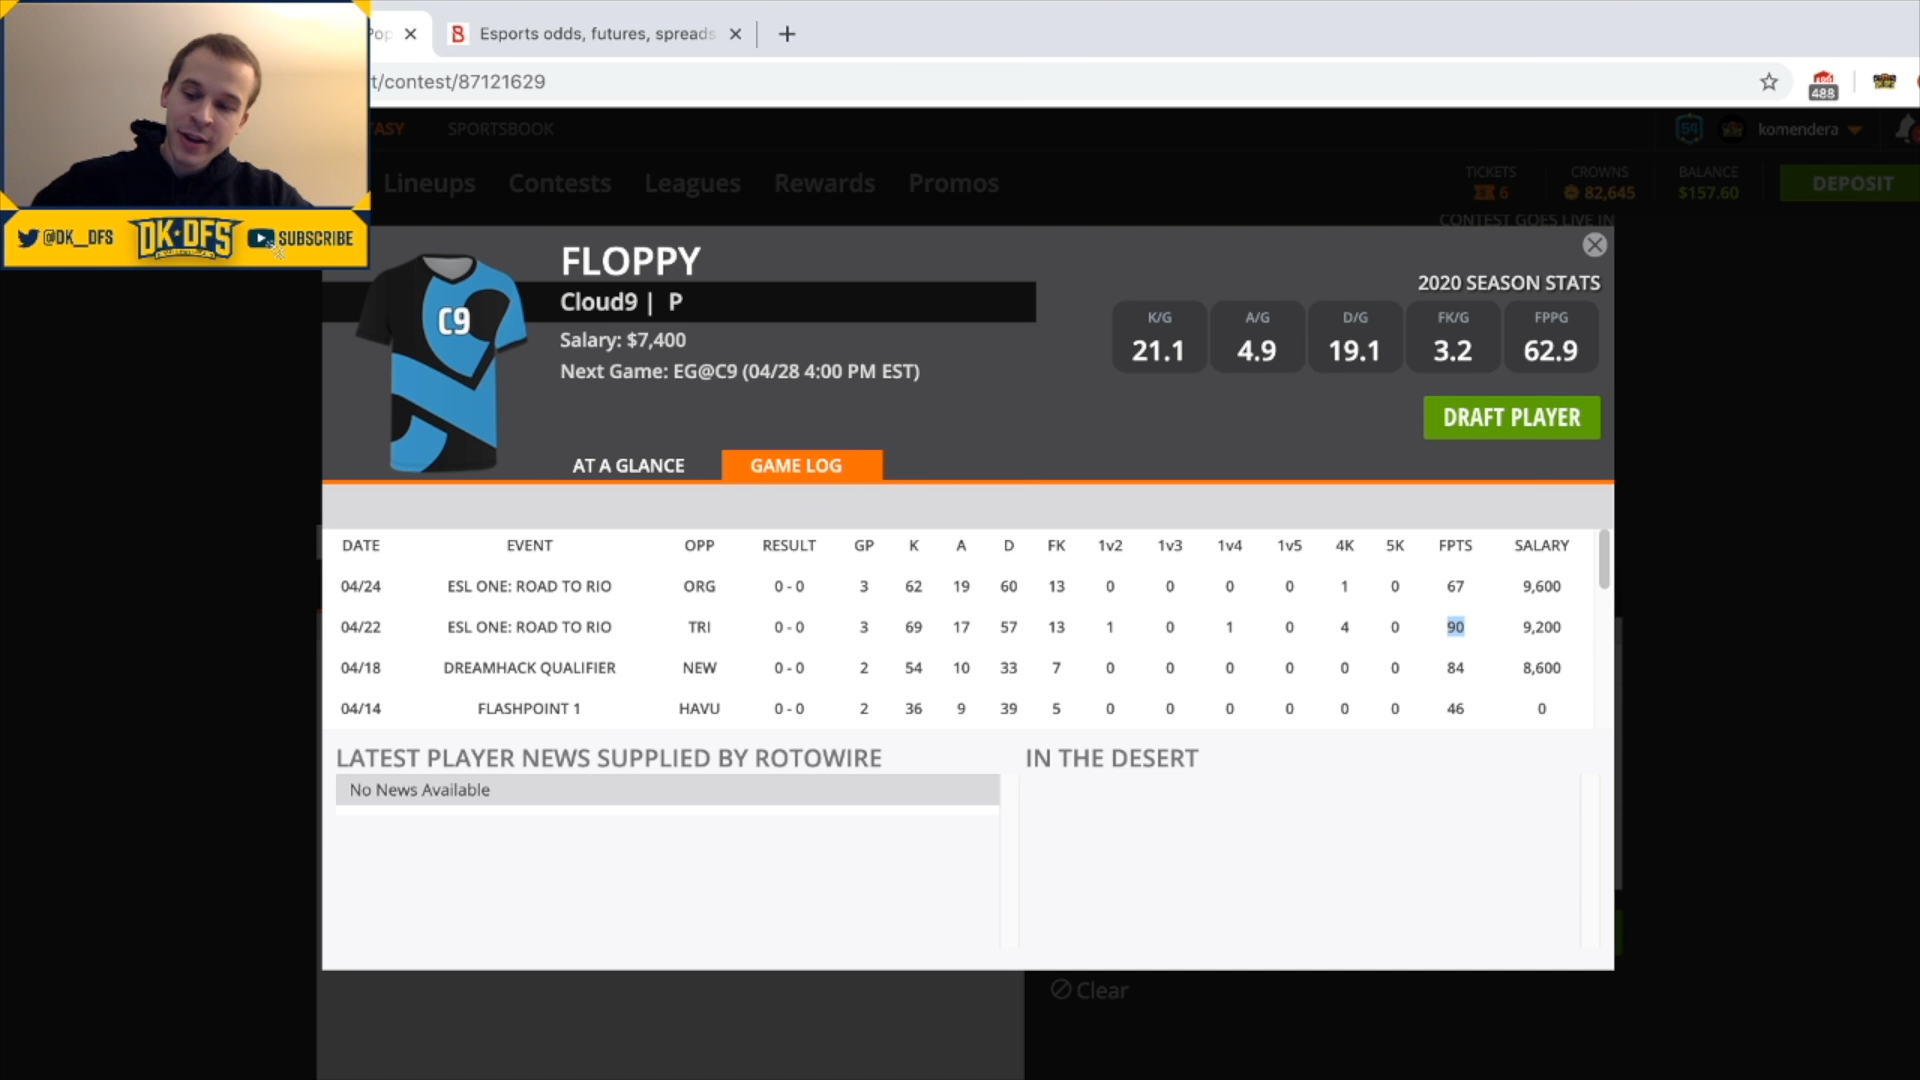 Pop
Esports odds, futures, spreads
t/contest/87121629
488
@DK__DFS
DK★DFS
SUBSCRIBE
TASY
SPORTSBOOK
54
komendera
Lineups
Contests
Leagues
Rewards
Promos
TICKETS
6
CROWNS
82,645
BALANCE
$157.60
DEPOSIT
CONTEST GOES LIVE IN
C9
FLOPPY
Cloud9 | P
Salary: $7,400
Next Game: EG@C9 (04/28 4:00 PM EST)
2020 SEASON STATS
K/G A/G D/G FK/G FPPG
21.1 4.9 19.1 3.2 62.9
DRAFT PLAYER
AT A GLANCE
GAME LOG
DATE EVENT OPP RESULT GP K A D FK 1v2 1v3 1v4 1v5 4K 5K FPTS SALARY
04/24 ESL ONE: ROAD TO RIO ORG 0 - 0 3 62 19 60 13 0 0 0 0 1 0 67 9,600
04/22 ESL ONE: ROAD TO RIO TRI 0 - 0 3 69 17 57 13 1 0 1 0 4 0 90 9,200
04/18 DREAMHACK QUALIFIER NEW 0 - 0 2 54 10 33 7 0 0 0 0 0 0 84 8,600
04/14 FLASHPOINT 1 HAVU 0 - 0 2 36 9 39 5 0 0 0 0 0 0 46 0
LATEST PLAYER NEWS SUPPLIED BY ROTOWIRE
No News Available
IN THE DESERT
Clear